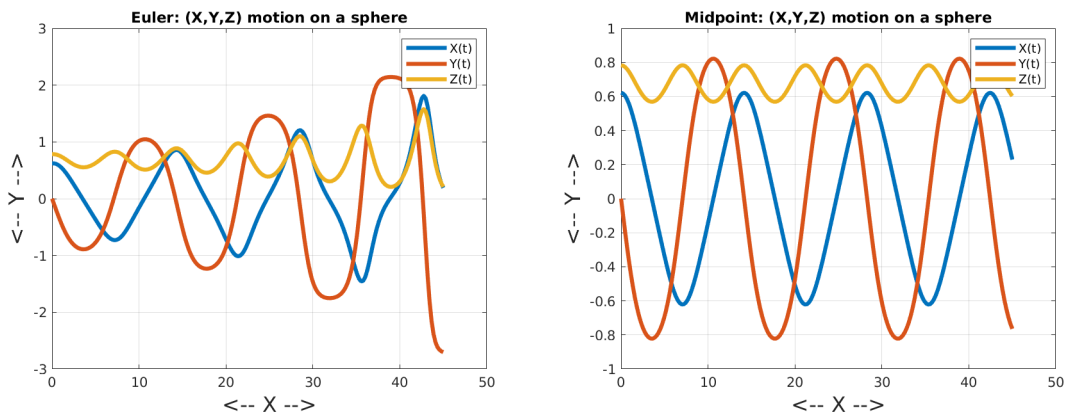 Euler: (X,Y,Z) motion on a sphere
3
2
1
0
-1
-2
-3
<-- Y -->
X(t)
Y(t)
Z(t)
0
10
20
30
40
50
<-- X -->
Midpoint: (X,Y,Z) motion on a sphere
1
0.8
0.6
0.4
0.2
0
-0.2
-0.4
-0.6
-0.8
-1
<-- Y -->
X(t)
Y(t)
Z(t)
0
10
20
30
40
50
<-- X -->